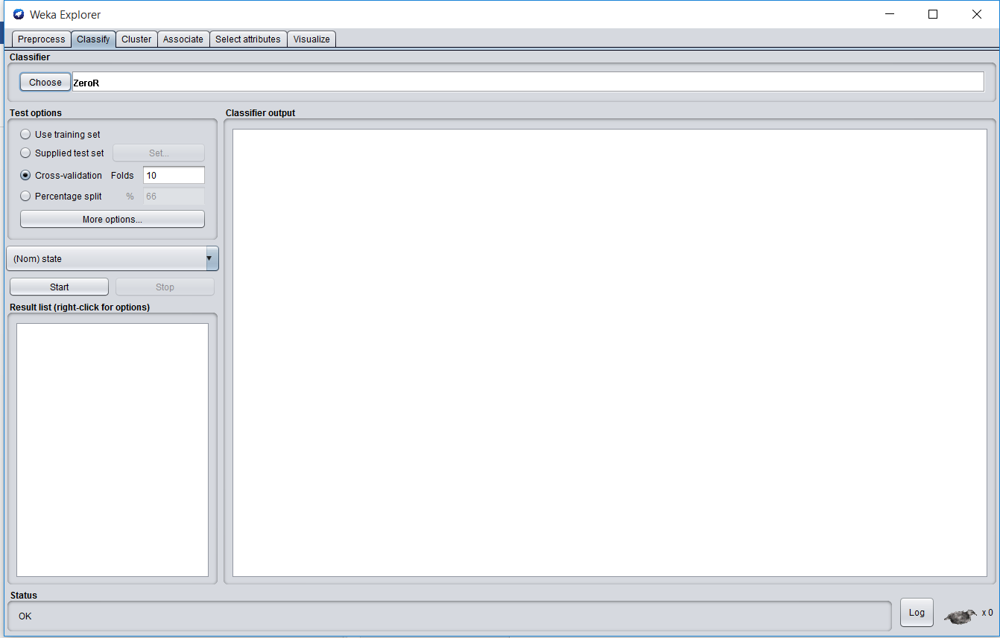 Weka Explorer
Preprocess Classify Cluster Associate Select attributes Visualize
Classifier
Choose ZeroR
Test options
Use training set
Supplied test set Set...
Cross-validation Folds 10
Percentage split % 66
More options...
(Nom) state
Start Stop
Result list (right-click for options)
Classifier output
Status
OK
Log
x 0